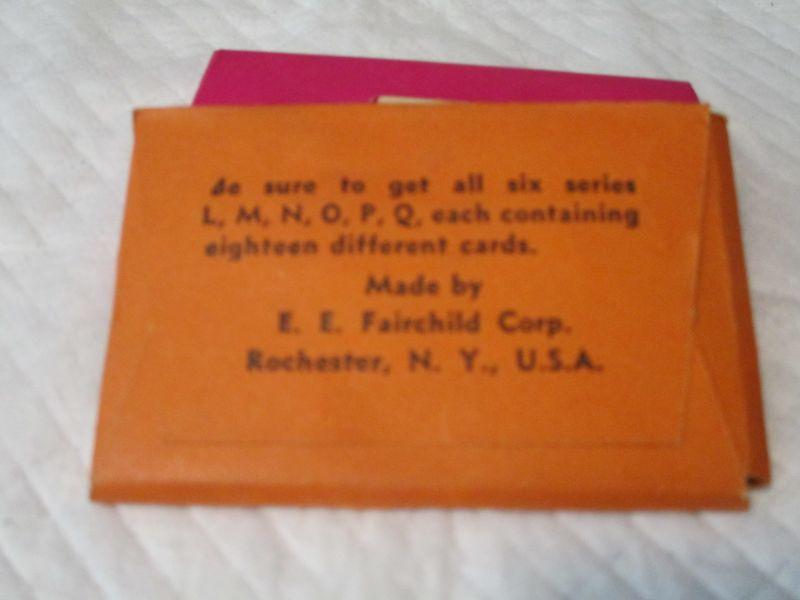 Be sure to get all six series
L, M, N, O, P, Q, each containing
eighteen different cards.
Made by
E. E. Fairchild Corp.
Rochester, N. Y., U.S.A.